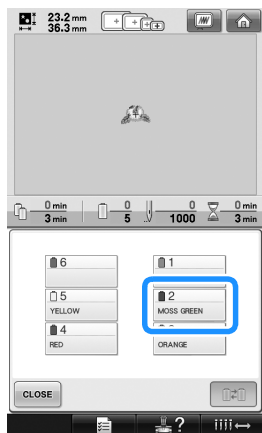 23.2 mm
36.3 mm
0 min
3 min
0
5
0
1000
0 min
3 min
6
1
5
YELLOW
2
MOSS GREEN
4
RED
ORANGE
CLOSE
?